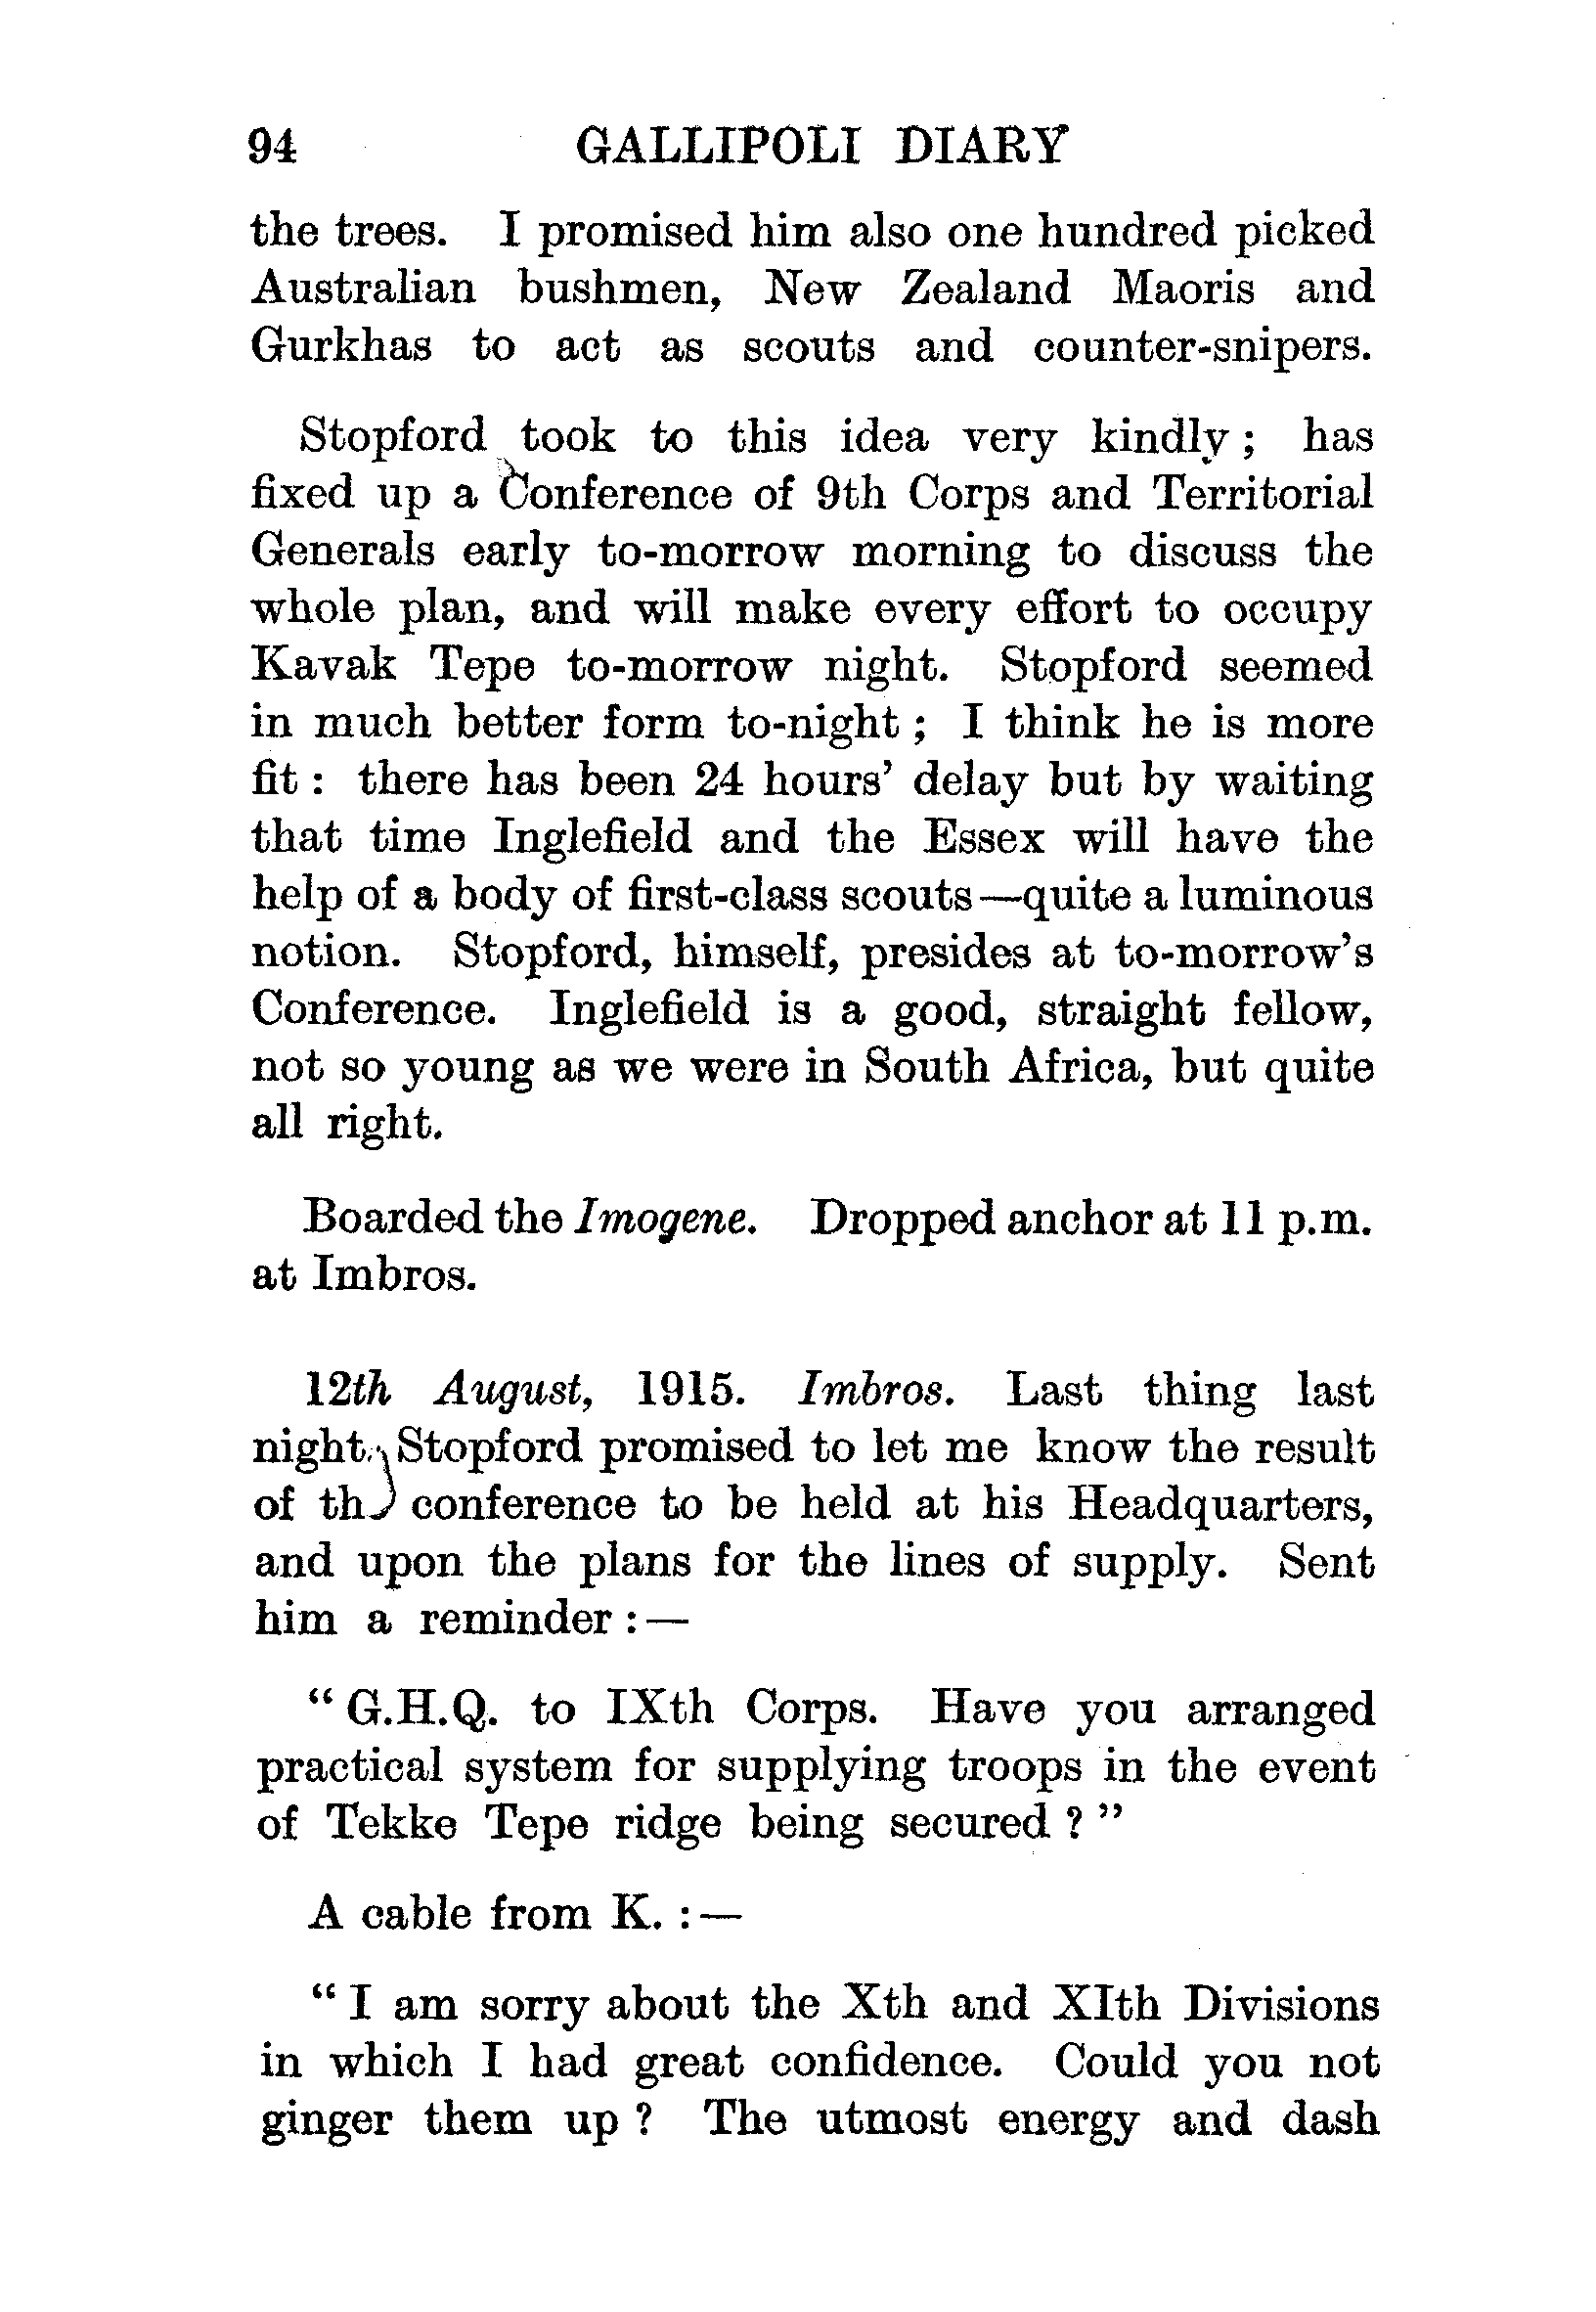 94 GALLIPOLI DIARY
the trees. I promised him also one hundred picked
Australian bushmen, New Zealand Maoris and
Gurkhas to act as scouts and counter-snipers.
Stopford took to this idea very kindly ; has
fixed up a Conference of 9th Corps and Territorial
Generals early to-morrow morning to discuss the
whole plan, and will make every effort to occupy
Kavak Tepe to-morrow night. Stopford seemed
in much better form to-night ; I think he is more
fit : there has been 24 hours' delay but by waiting
that time Inglefield and the Essex will have the
help of a body of first-class scouts—quite a luminous
notion. Stopford, himself, presides at to-morrow's
Conference. Inglefield is a good, straight fellow,
not so young as we were in South Africa, but quite
all right.
Boarded the Imogene. Dropped anchor at 11 p.m.
at Imbros.
12th August, 1915. Imbros. Last thing last
night Stopford promised to let me know the result
of th conference to be held at his Headquarters,
and upon the plans for the lines of supply. Sent
him a reminder :—
“ G.H.Q. to IXth Corps. Have you arranged
practical system for supplying troops in the event
of Tekke Tepe ridge being secured ? ”
A cable from K. :—
“ I am sorry about the Xth and XIth Divisions
in which I had great confidence. Could you not
ginger them up ? The utmost energy and dash